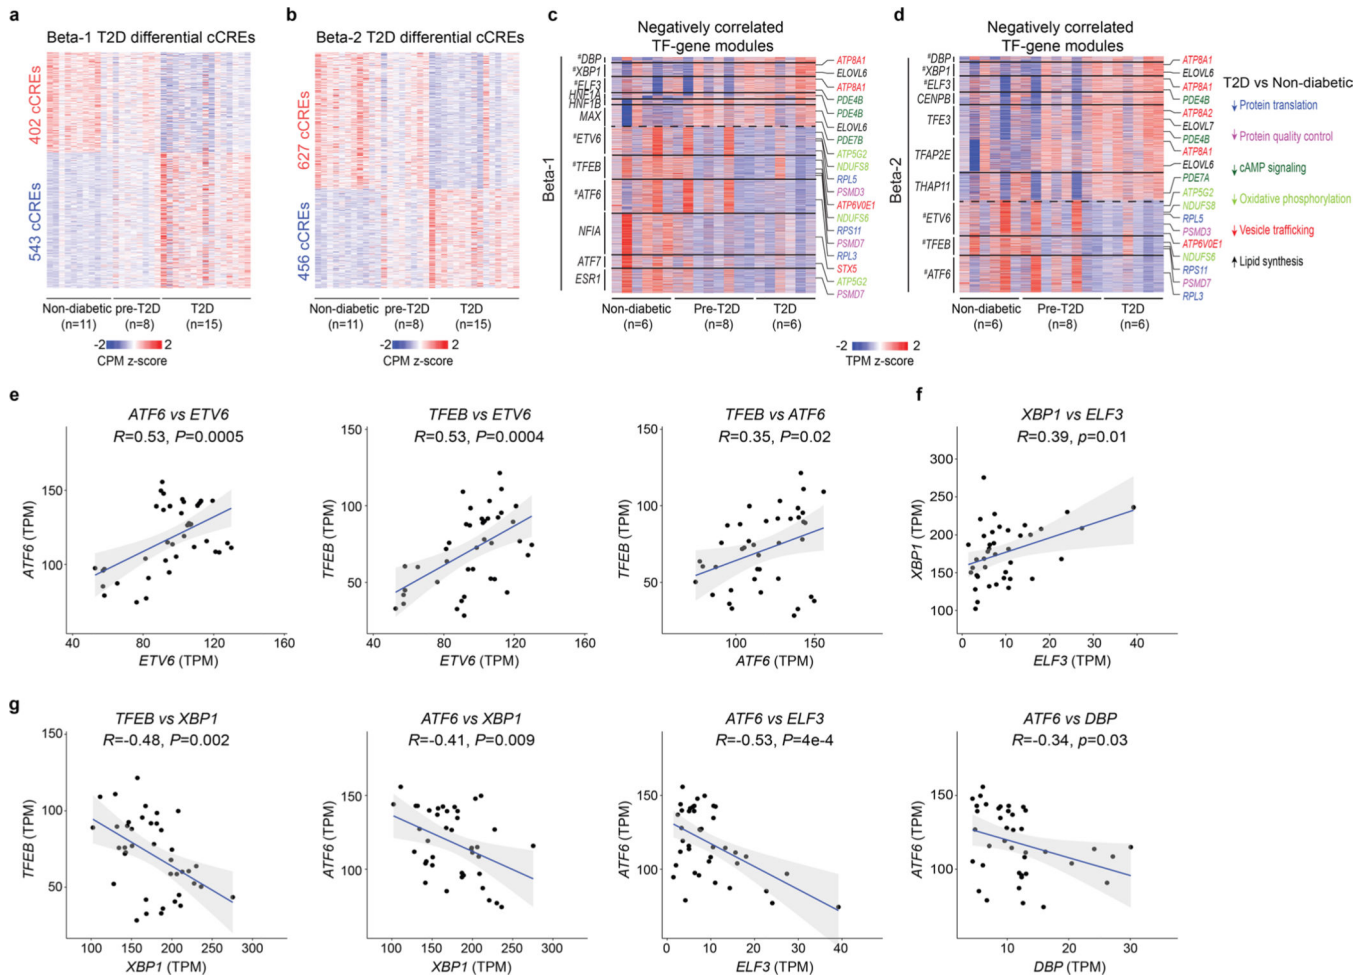 a
Beta-1 T2D differential cCREs
402 cCREs
543 cCREs
Non-diabetic pre-T2D T2D
(n=11) (n=8) (n=15)
-2 2
CPM z-score
b
Beta-2 T2D differential cCREs
627 cCREs
456 cCREs
Non-diabetic pre-T2D T2D
(n=11) (n=8) (n=15)
-2 2
CPM z-score
c
Negatively correlated
TF-gene modules
Beta-1
#DBP
#XBP1
#ELF3
HNF1A
HNF1B
MAX
#ETV6
#TFEB
#ATF6
NFIA
ATF7
ESR1
ATP8A1
ELOVL6
ATP8A1
PDE4B
PDE4B
ELOVL6
PDE7B
ATP5G2
NDUFS8
RPL5
PSMD3
ATP6V0E1
NDUFS6
RPS11
PSMD7
RPL3
STX5
ATP5G2
PSMD7
Non-diabetic Pre-T2D T2D
(n=6) (n=8) (n=6)
-2 2
TPM z-score
d
Negatively correlated
TF-gene modules
Beta-2
#DBP
#XBP1
#ELF3
CENPB
TFE3
TFAP2E
THAP11
#ETV6
#TFEB
#ATF6
ATP8A1
ELOVL6
ATP8A1
PDE4B
ATP8A2
ELOVL7
PDE4B
ATP8A1
ELOVL6
PDE7A
ATP5G2
NDUFS8
RPL5
PSMD3
ATP6V0E1
NDUFS6
RPS11
PSMD7
RPL3
Non-diabetic Pre-T2D T2D
(n=6) (n=8) (n=6)
T2D vs Non-diabetic
↓Protein translation
↓Protein quality control
↓cAMP signaling
↓Oxidative phosphorylation
↓Vesicle trafficking
↑Lipid synthesis
e
ATF6 vs ETV6
R=0.53, P=0.0005
150
100
ATF6 (TPM)
40 80 120 160
ETV6 (TPM)
TFEB vs ETV6
R=0.53, P=0.0004
150
100
50
TFEB (TPM)
40 80 120 160
ETV6 (TPM)
TFEB vs ATF6
R=0.35, P=0.02
150
100
50
TFEB (TPM)
100 150
ATF6 (TPM)
f
XBP1 vs ELF3
R=0.39, p=0.01
300
250
200
150
100
XBP1 (TPM)
0 10 20 30 40
ELF3 (TPM)
g
TFEB vs XBP1
R=-0.48, P=0.002
150
100
50
TFEB (TPM)
100 150 200 250 300
XBP1 (TPM)
ATF6 vs XBP1
R=-0.41, P=0.009
150
100
ATF6 (TPM)
100 150 200 250 300
XBP1 (TPM)
ATF6 vs ELF3
R=-0.53, P=4e-4
150
100
ATF6 (TPM)
0 10 20 30 40
ELF3 (TPM)
ATF6 vs DBP
R=-0.34, p=0.03
150
100
ATF6 (TPM)
10 20 30
DBP (TPM)